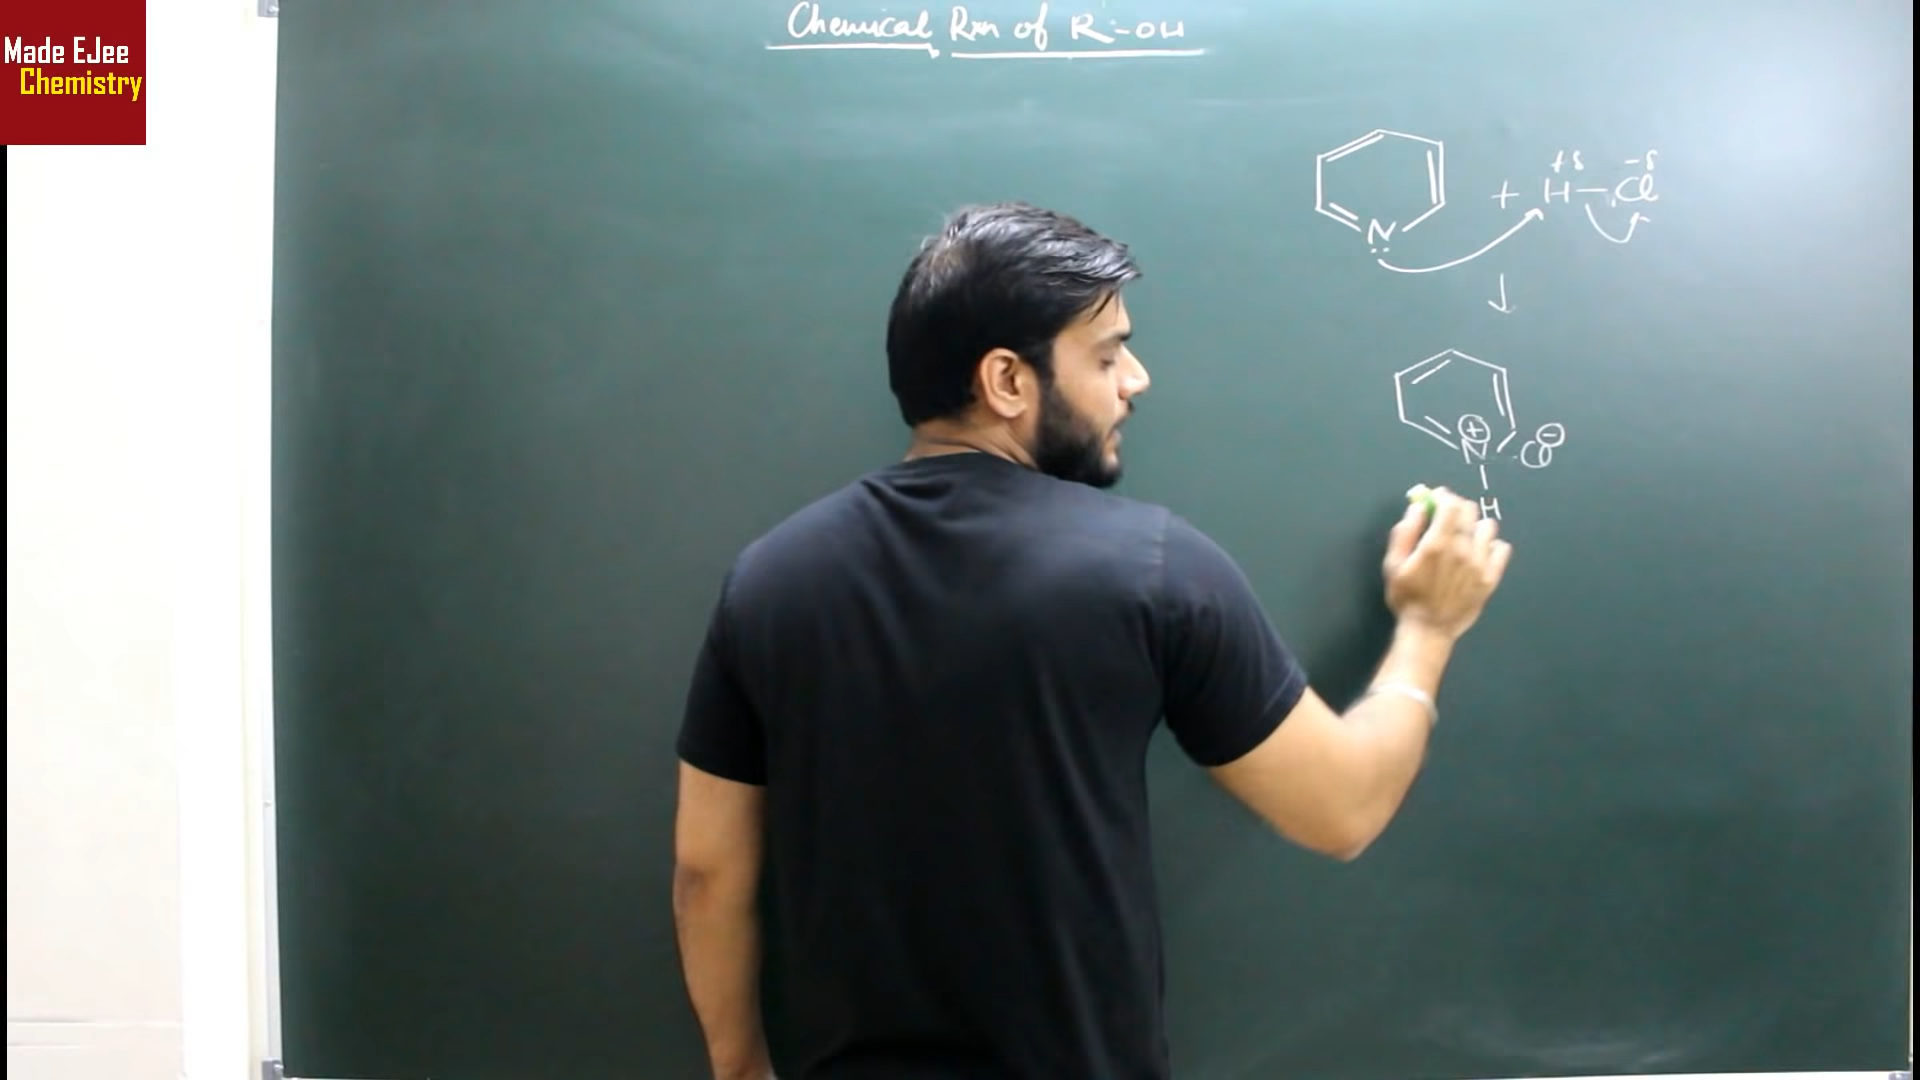 Made EJee
Chemistry
Chemical Rxn of R-OH
N
+
+δ
-δ
H-Cl
⊕
N
Cl⊖
H